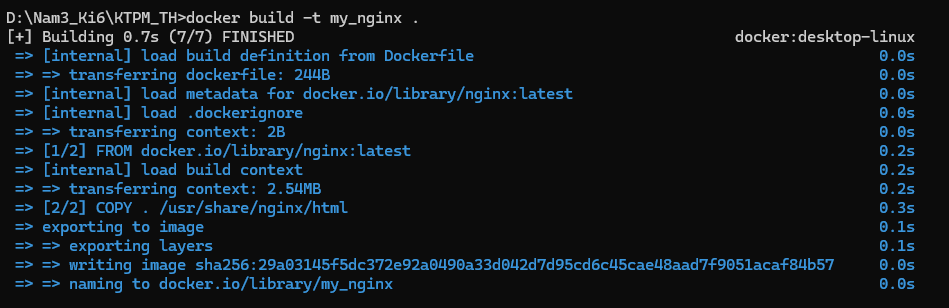 D:\Nam3_Ki6\KTPM_TH>docker build -t my_nginx .
[+] Building 0.7s (7/7) FINISHED docker:desktop-linux
=> [internal] load build definition from Dockerfile 0.0s
=> => transferring dockerfile: 244B 0.0s
=> [internal] load metadata for docker.io/library/nginx:latest 0.0s
=> [internal] load .dockerignore 0.0s
=> => transferring context: 2B 0.0s
=> [1/2] FROM docker.io/library/nginx:latest 0.2s
=> [internal] load build context 0.2s
=> => transferring context: 2.54MB 0.2s
=> [2/2] COPY . /usr/share/nginx/html 0.3s
=> exporting to image 0.1s
=> => exporting layers 0.1s
=> => writing image sha256:29a03145f5dc372e92a0490a33d042d7d95cd6c45cae48aad7f9051acaf84b57 0.0s
=> => naming to docker.io/library/my_nginx 0.0s